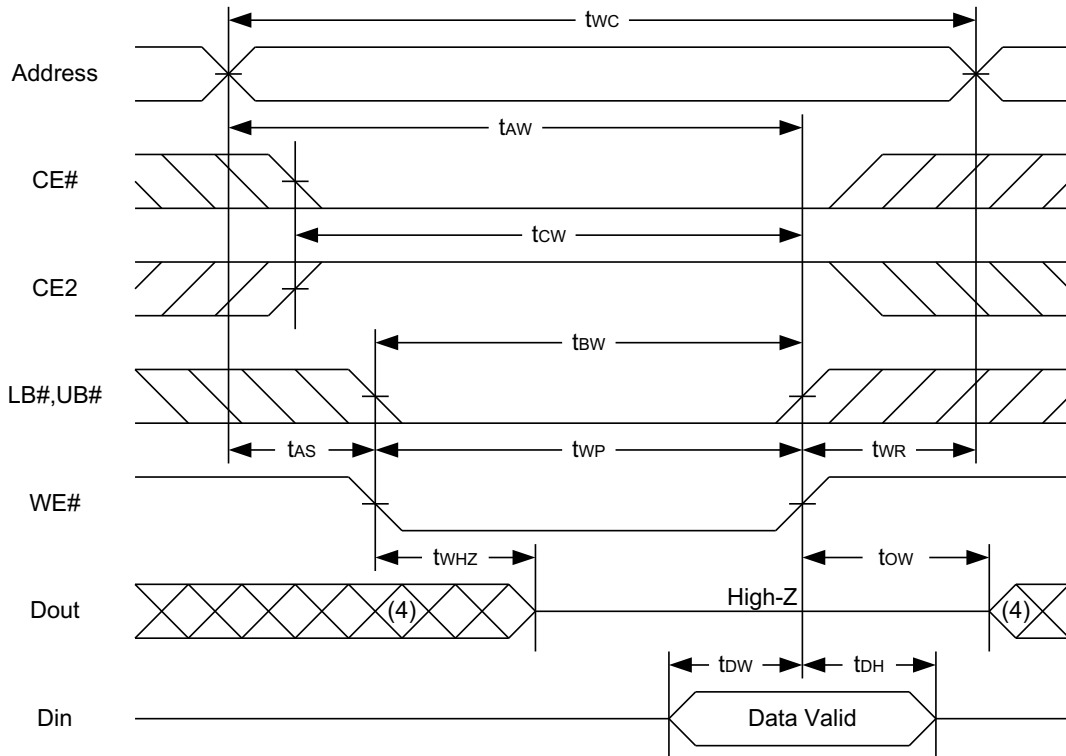 tWC
Address
tAW
CE#
tCW
CE2
tBW
LB#,UB#
tAS
tWP
tWR
WE#
tWHZ
tOW
Dout
(4)
High-Z
(4)
tDW
tDH
Din
Data Valid